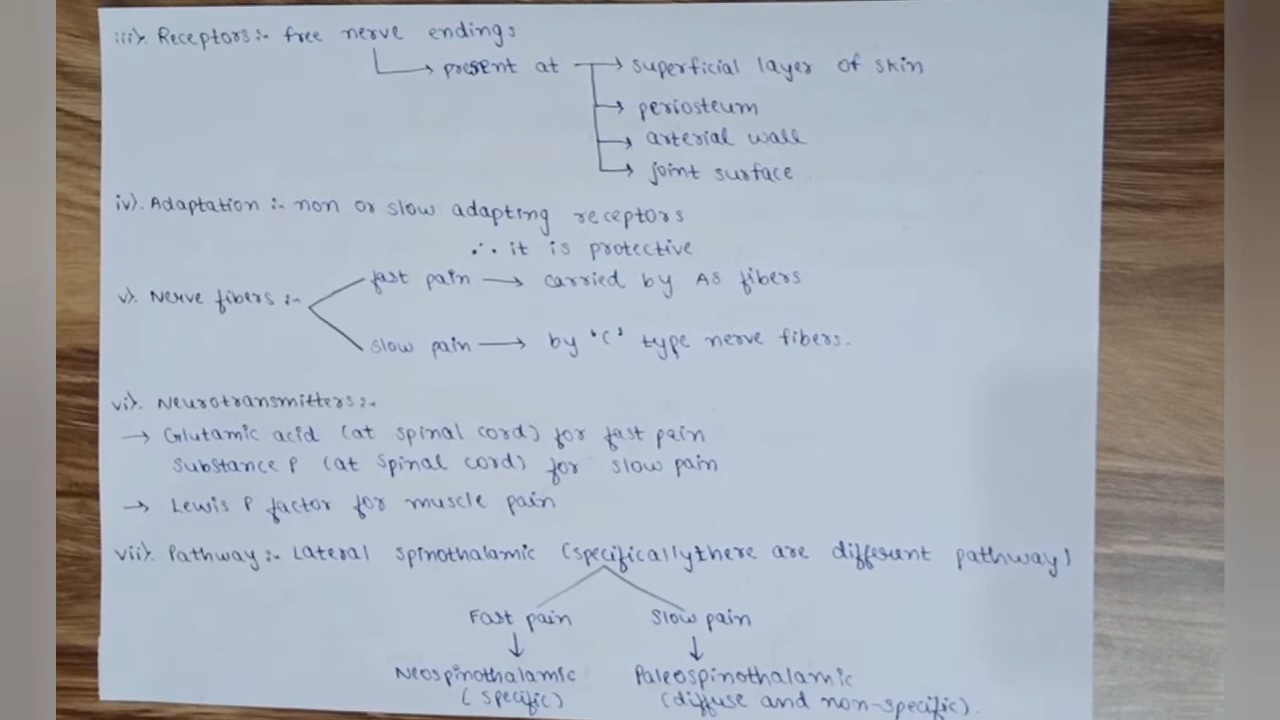 iii). Receptors:- free nerve endings
present at → superficial layer of skin
→ periosteum
→ arterial wall
→ joint surface
iv). Adaptation :- non or slow adapting receptors
∴ it is protective
v). Nerve fibers :-
fast pain → carried by Aδ fibers
slow pain → by 'C' type nerve fibers.
vi). Neurotransmitters:-
→ Glutamic acid (at spinal cord) for fast pain
Substance P (at spinal cord) for slow pain
→ Lewis P factor for muscle pain
vii). Pathway:- Lateral spinothalamic (specifically there are different pathway)
Fast pain Slow pain
↓ ↓
Neospinothalamic Paleospinothalamic
(specific) (diffuse and non-specific).